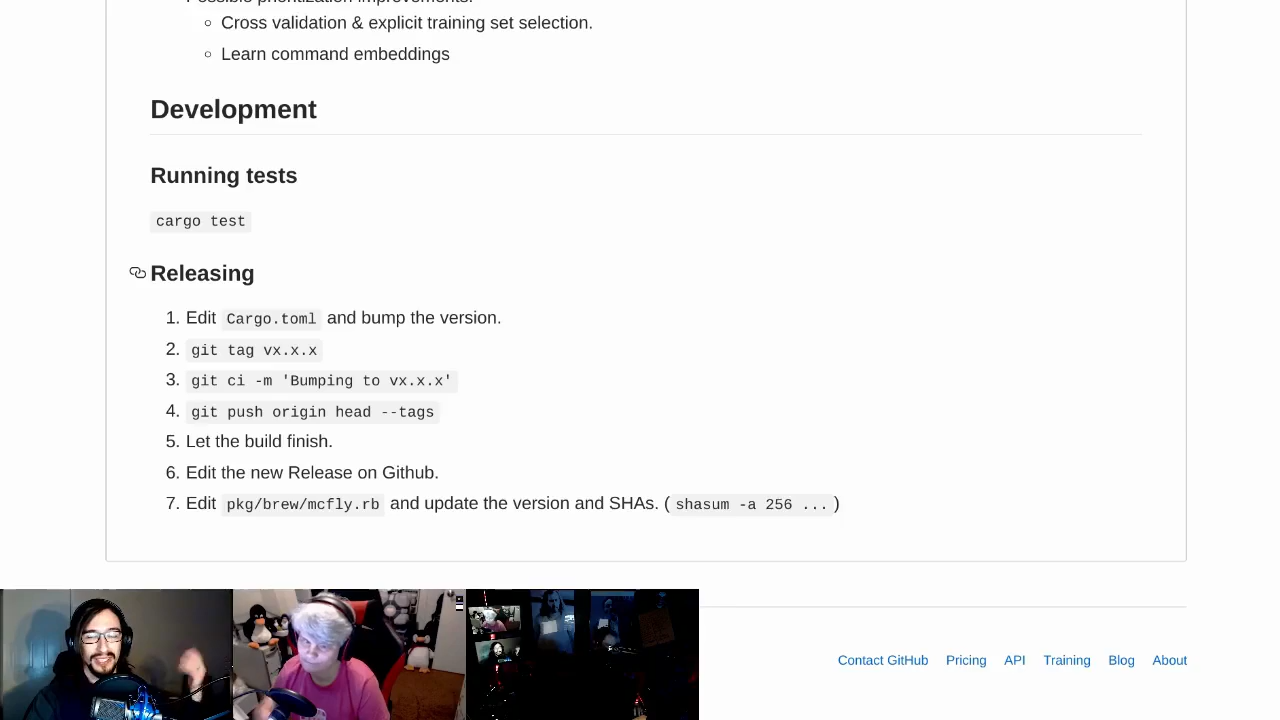 Possible prioritization improvements:
Cross validation & explicit training set selection.
Learn command embeddings
Development
Running tests
cargo test
Releasing
1. Edit Cargo.toml and bump the version.
2. git tag vx.x.x
3. git ci -m 'Bumping to vx.x.x'
4. git push origin head --tags
5. Let the build finish.
6. Edit the new Release on Github.
7. Edit pkg/brew/mcfly.rb and update the version and SHAs. ( shasum -a 256 ... )
Contact GitHub Pricing API Training Blog About